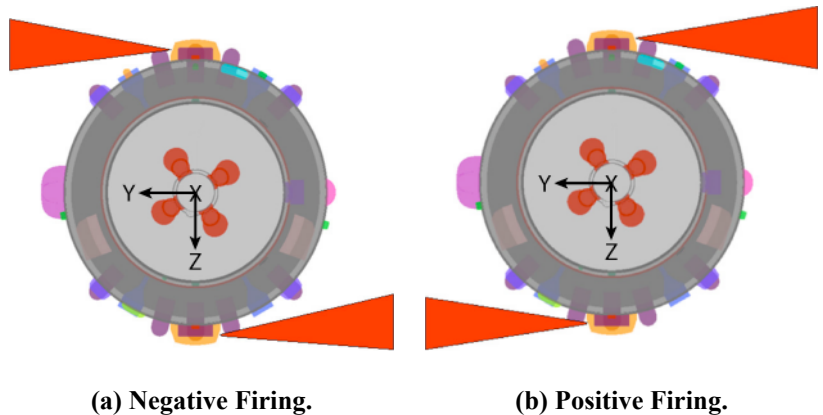 Y X
Z
Y X
Z
(a) Negative Firing.
(b) Positive Firing.